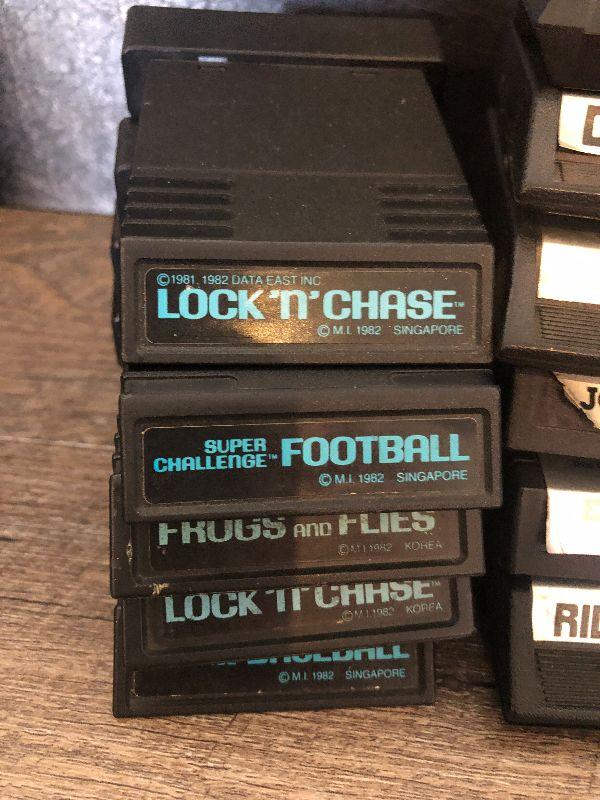 ©1981, 1982 DATA EAST INC
LOCK 'N' CHASE™
© M.I. 1982 SINGAPORE
SUPER CHALLENGE™ FOOTBALL
© M.I. 1982 SINGAPORE
FROGS AND FLIES
© M.I. 1982 KOREA
LOCK 'N' CHASE™
© M.I. 1982 KOREA
BASEBALL
© M.I. 1982 SINGAPORE